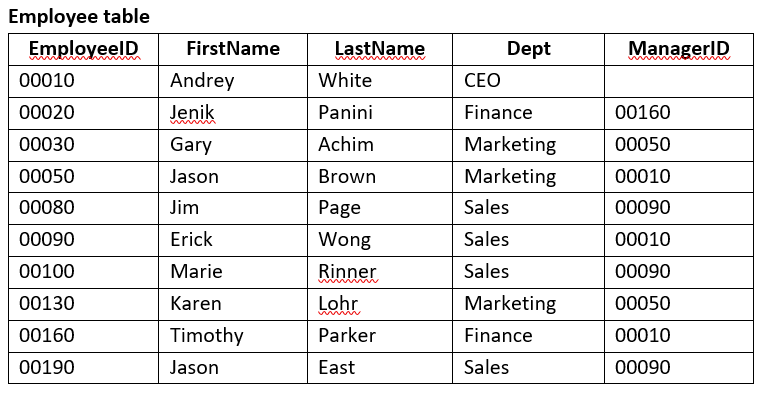 Employee table
EmployeeID FirstName LastName Dept ManagerID
00010 Andrey White CEO
00020 Jenik Panini Finance 00160
00030 Gary Achim Marketing 00050
00050 Jason Brown Marketing 00010
00080 Jim Page Sales 00090
00090 Erick Wong Sales 00010
00100 Marie Rinner Sales 00090
00130 Karen Lohr Marketing 00050
00160 Timothy Parker Finance 00010
00190 Jason East Sales 00090